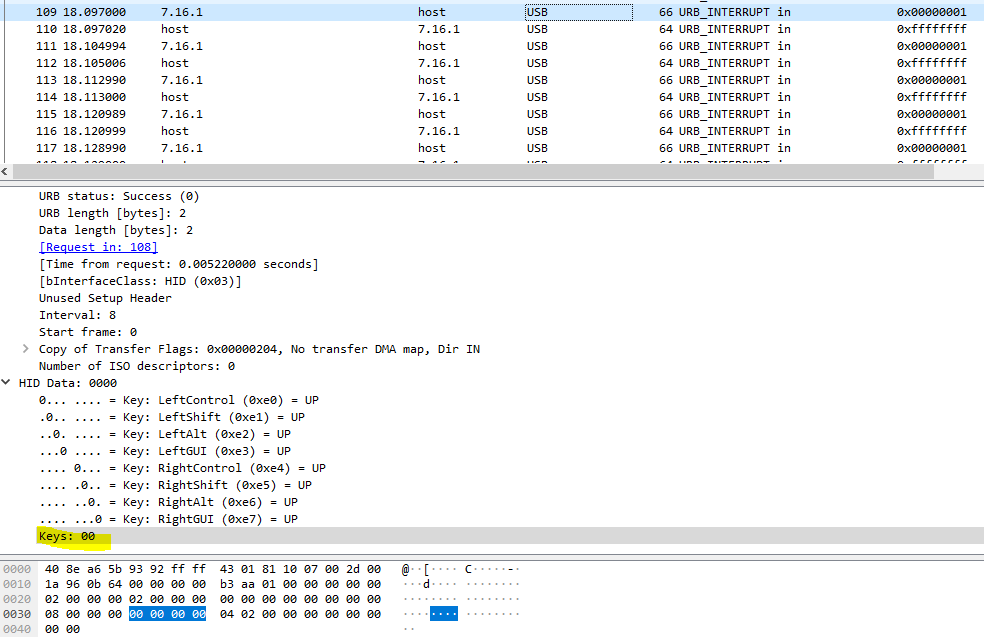 109 18.097000 7.16.1 host USB 66 URB_INTERRUPT in 0x00000001
110 18.097020 host 7.16.1 USB 64 URB_INTERRUPT in 0xffffffff
111 18.104994 7.16.1 host USB 66 URB_INTERRUPT in 0x00000001
112 18.105006 host 7.16.1 USB 64 URB_INTERRUPT in 0xffffffff
113 18.112990 7.16.1 host USB 66 URB_INTERRUPT in 0x00000001
114 18.113000 host 7.16.1 USB 64 URB_INTERRUPT in 0xffffffff
115 18.120989 7.16.1 host USB 66 URB_INTERRUPT in 0x00000001
116 18.120999 host 7.16.1 USB 64 URB_INTERRUPT in 0xffffffff
117 18.128990 7.16.1 host USB 66 URB_INTERRUPT in 0x00000001
URB status: Success (0)
URB length [bytes]: 2
Data length [bytes]: 2
[Request in: 108]
[Time from request: 0.005220000 seconds]
[bInterfaceClass: HID (0x03)]
Unused Setup Header
Interval: 8
Start frame: 0
Copy of Transfer Flags: 0x00000204, No transfer DMA map, Dir IN
Number of ISO descriptors: 0
HID Data: 0000
0... .... = Key: LeftControl (0xe0) = UP
.0.. .... = Key: LeftShift (0xe1) = UP
..0. .... = Key: LeftAlt (0xe2) = UP
...0 .... = Key: LeftGUI (0xe3) = UP
.... 0... = Key: RightControl (0xe4) = UP
.... .0.. = Key: RightShift (0xe5) = UP
.... ..0. = Key: RightAlt (0xe6) = UP
.... ...0 = Key: RightGUI (0xe7) = UP
Keys: 00
0000 40 8e a6 5b 93 92 ff ff 43 01 81 10 07 00 2d 00 @··[···· C·····-·
0010 1a 96 0b 64 00 00 00 00 b3 aa 01 00 00 00 00 00 ···d···· ········
0020 02 00 00 00 02 00 00 00 00 00 00 00 00 00 00 00 ········ ········
0030 08 00 00 00 00 00 00 00 04 02 00 00 00 00 00 00 ········ ········
0040 00 00 ··